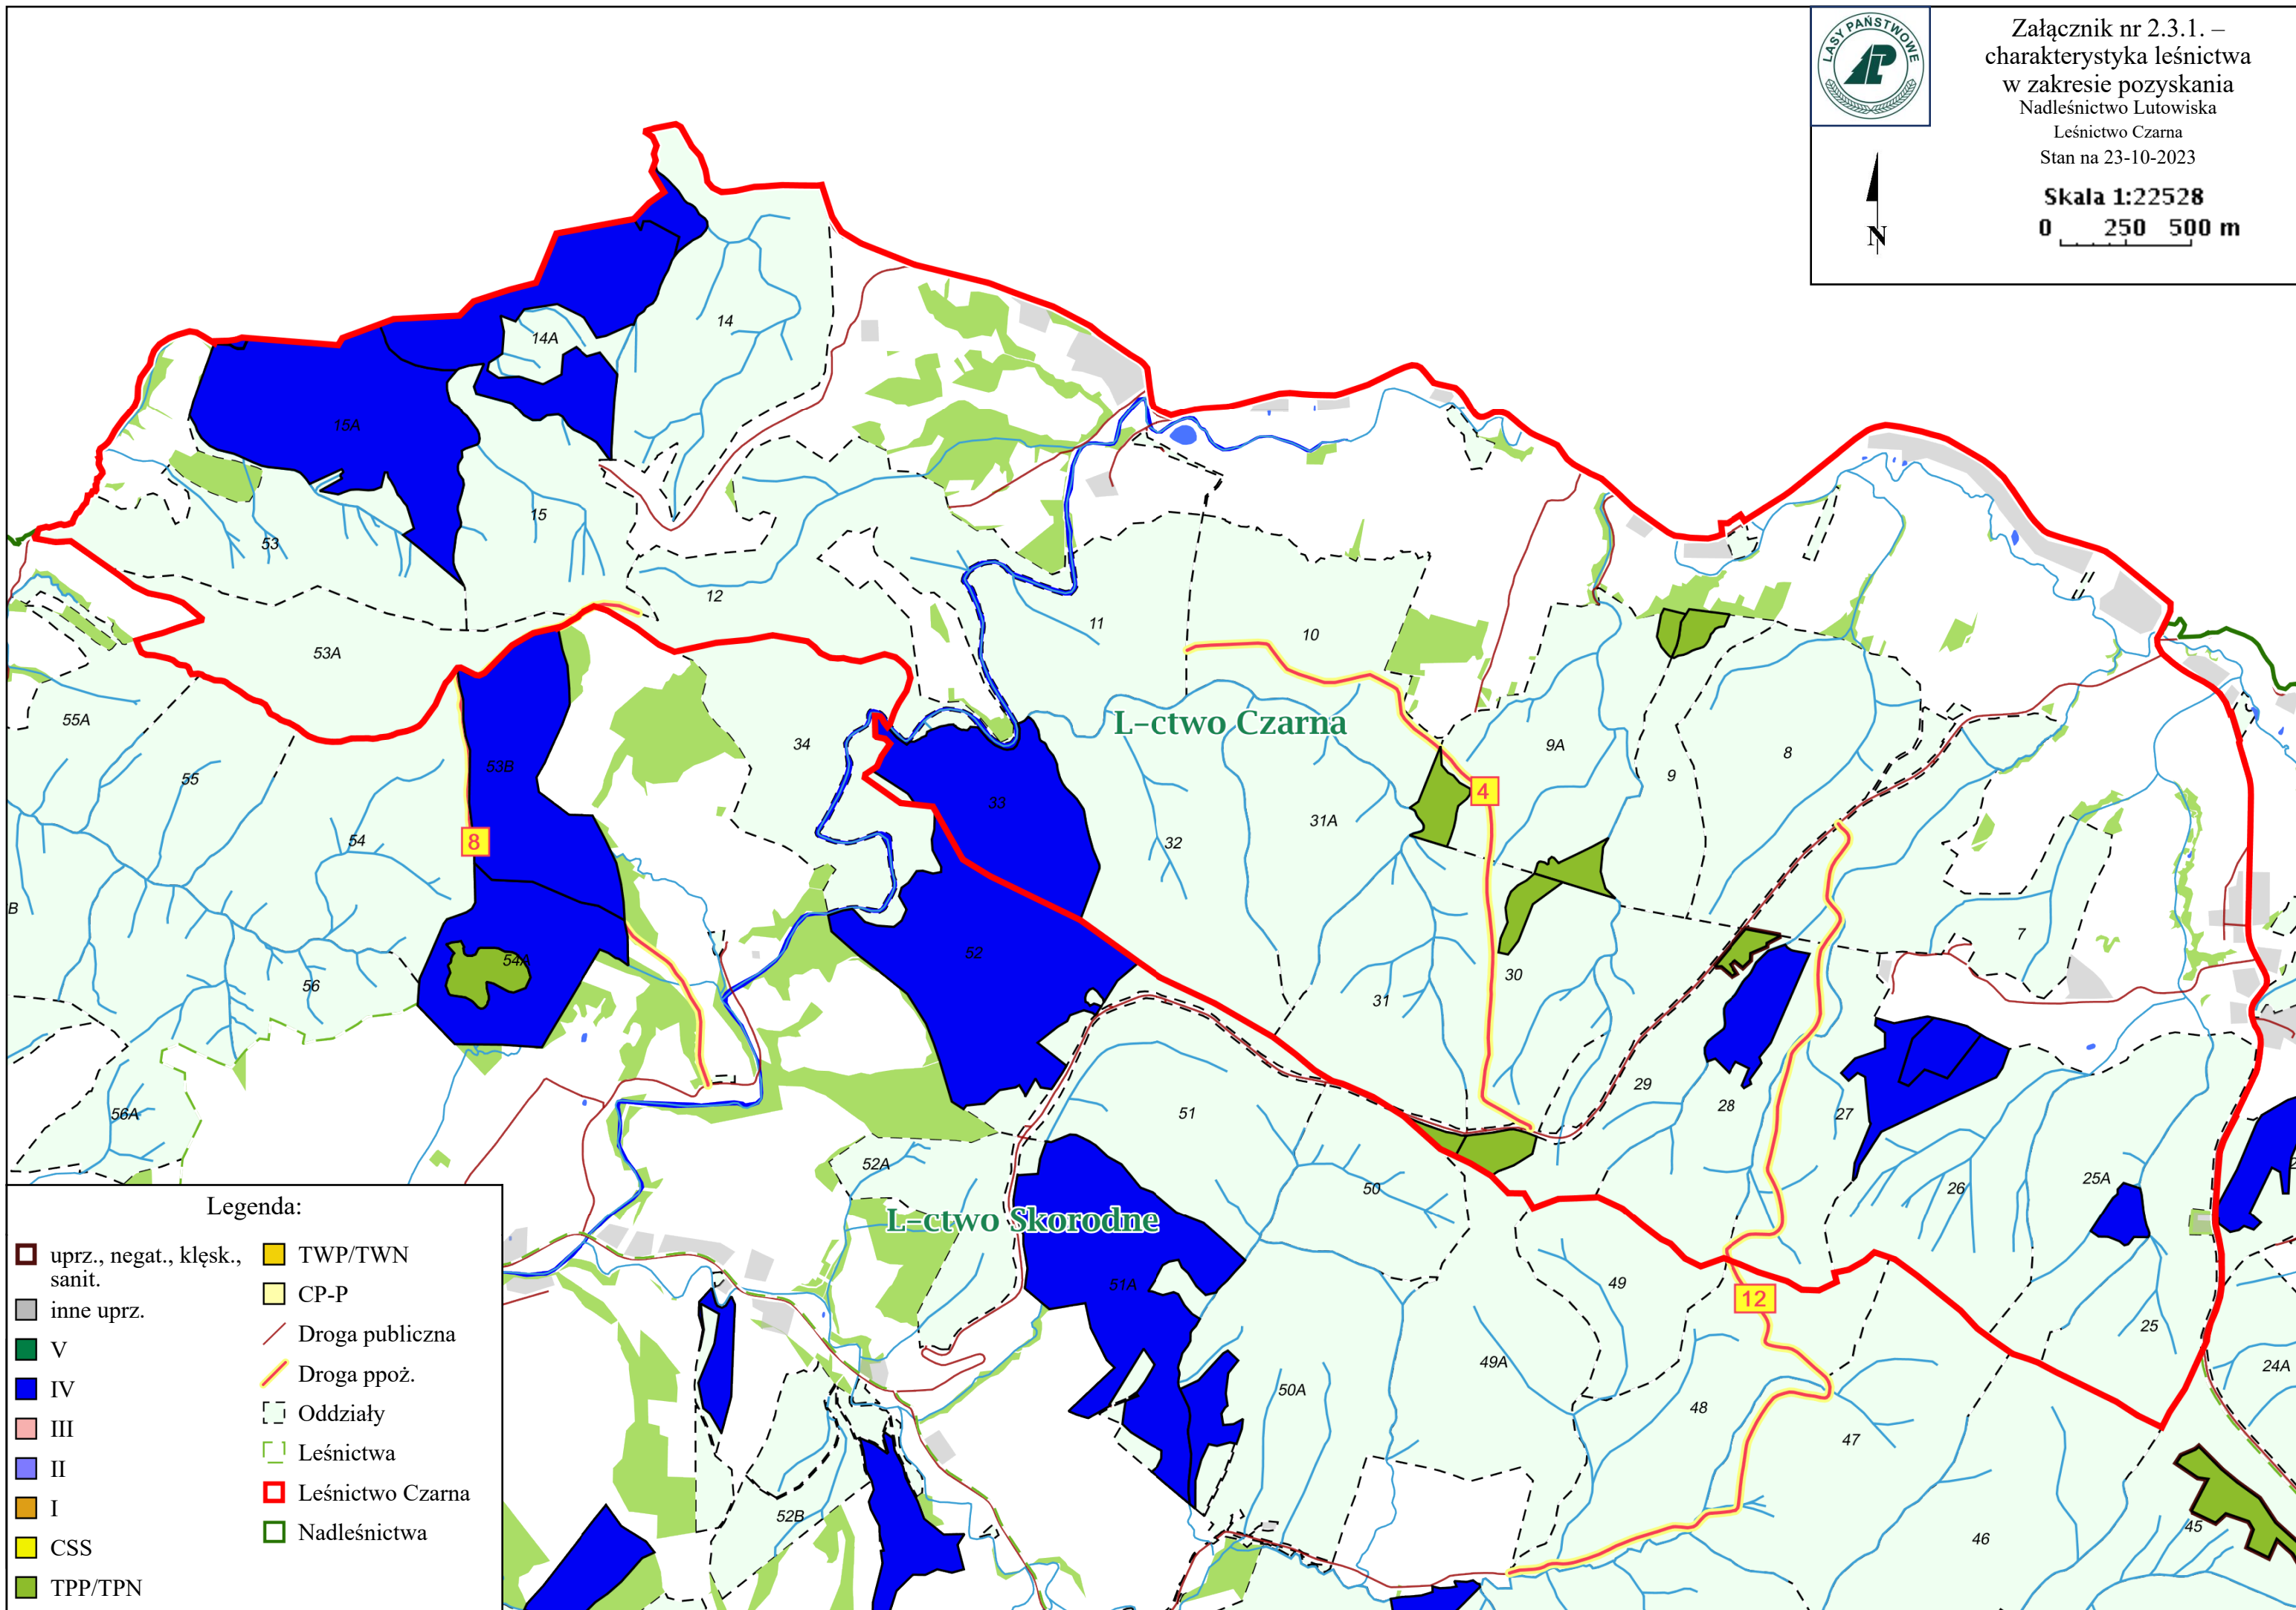 LASY PAŃSTWOWE
Załącznik nr 2.3.1. –
charakterystyka leśnictwa
w zakresie pozyskania
Nadleśnictwo Lutowiska
Leśnictwo Czarna
Stan na 23-10-2023
N
Skala 1:22528
0 250 500 m
14
14A
15A
15
53
12
11
10
53A
55A
34
L-ctwo Czarna
9A
8
9
53B
55
33
4
31A
32
54
8
B
7
52
54A
30
56
31
29
28
27
56A
51
52A
50
25A
26
L-ctwo Skorodne
51A
49
12
25
49A
24A
50A
48
47
52B
46
45
Legenda:
uprz., negat., klęsk.,
sanit.
inne uprz.
V
IV
III
II
I
CSS
TPP/TPN
TWP/TWN
CP-P
Droga publiczna
Droga ppoż.
Oddziały
Leśnictwa
Leśnictwo Czarna
Nadleśnictwa